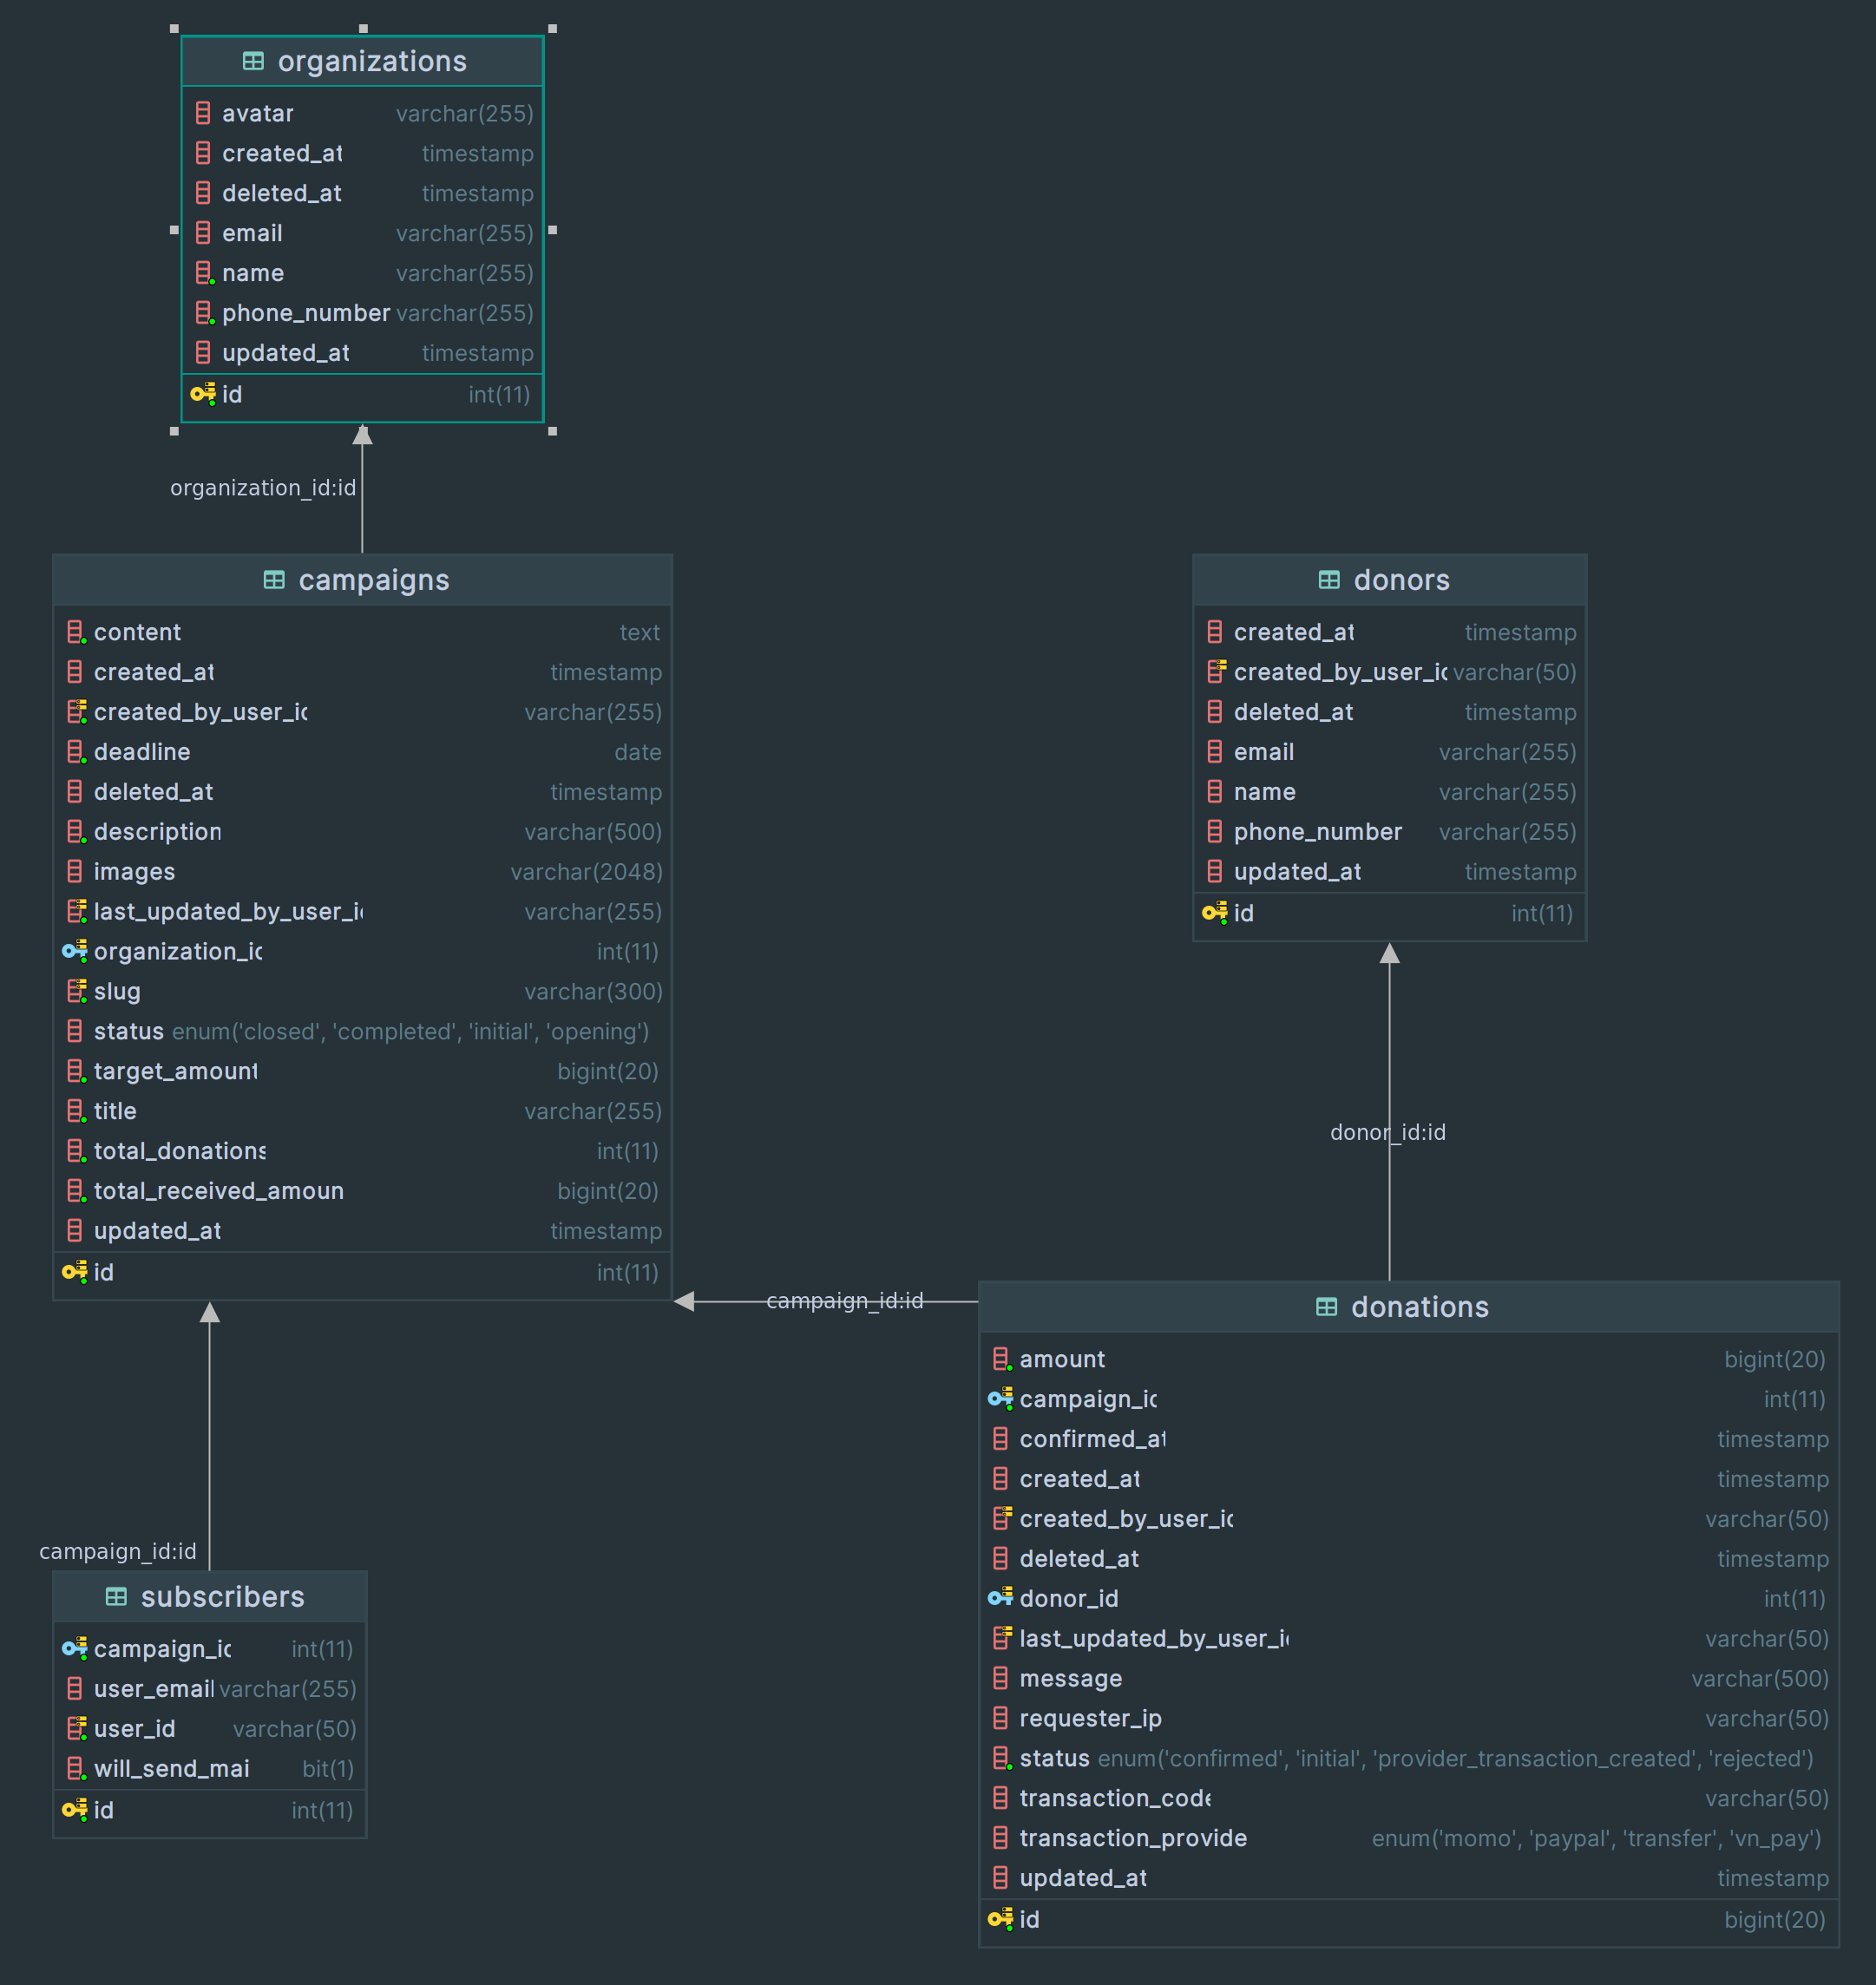 organizations
avatar varchar(255)
created_at timestamp
deleted_at timestamp
email varchar(255)
name varchar(255)
phone_number varchar(255)
updated_at timestamp
id int(11)
organization_id:id
campaigns
content text
created_at timestamp
created_by_user_id varchar(255)
deadline date
deleted_at timestamp
description varchar(500)
images varchar(2048)
last_updated_by_user_id varchar(255)
organization_id int(11)
slug varchar(300)
status enum('closed', 'completed', 'initial', 'opening')
target_amount bigint(20)
title varchar(255)
total_donations int(11)
total_received_amoun bigint(20)
updated_at timestamp
id int(11)
donors
created_at timestamp
created_by_user_id varchar(50)
deleted_at timestamp
email varchar(255)
name varchar(255)
phone_number varchar(255)
updated_at timestamp
id int(11)
donor_id:id
campaign_id:id
donations
amount bigint(20)
campaign_id int(11)
confirmed_at timestamp
created_at timestamp
created_by_user_id varchar(50)
deleted_at timestamp
donor_id int(11)
last_updated_by_user_id varchar(50)
message varchar(500)
requester_ip varchar(50)
status enum('confirmed', 'initial', 'provider_transaction_created', 'rejected')
transaction_code varchar(50)
transaction_provide enum('momo', 'paypal', 'transfer', 'vn_pay')
updated_at timestamp
id bigint(20)
campaign_id:id
subscribers
campaign_id int(11)
user_email varchar(255)
user_id varchar(50)
will_send_mai bit(1)
id int(11)